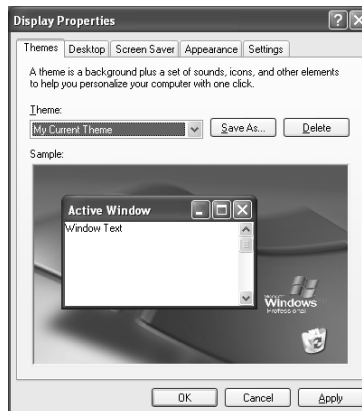 Display Properties
Themes Desktop Screen Saver Appearance Settings
A theme is a background plus a set of sounds, icons, and other elements
to help you personalize your computer with one click.
Theme:
My Current Theme Save As... Delete
Sample:
Active Window
Window Text
Microsoft
Windows
Professional
OK Cancel Apply